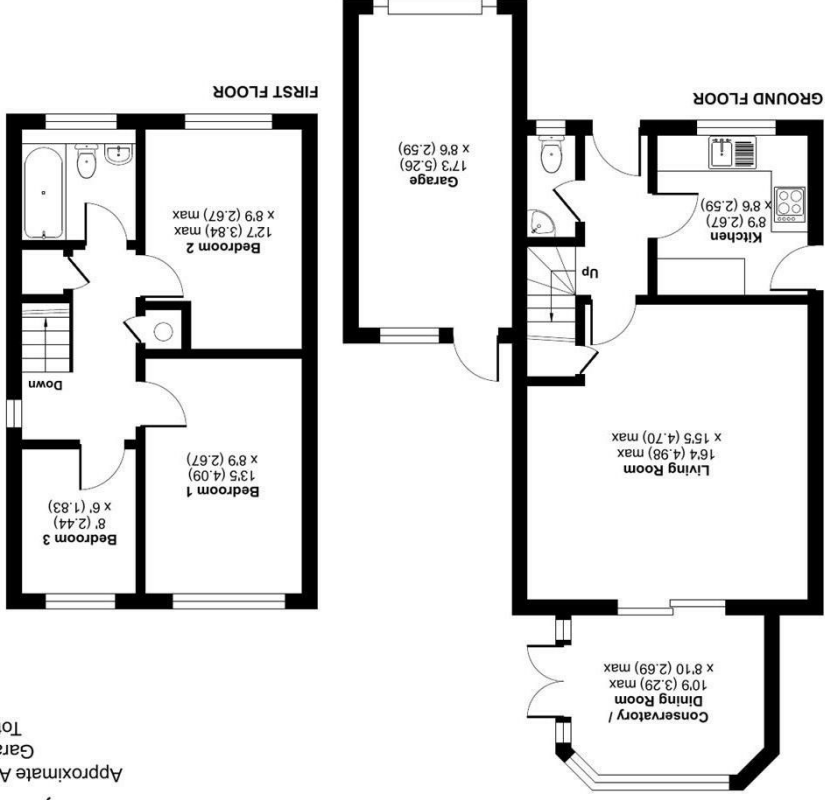 Approximate A
Gara
Tot
Conservatory /
Dining Room
10'9 (3.29) max
x 8'10 (2.69) max
Living Room
16'4 (4.98) max
x 15'5 (4.70) max
Up
Kitchen
8'9 (2.67)
x 8'6 (2.59)
GROUND FLOOR
Garage
17'3 (5.26)
x 8'6 (2.59)
Bedroom 1
13'5 (4.09)
x 8'9 (2.67)
Bedroom 3
8' (2.44)
x 6' (1.83)
Down
Bedroom 2
12'7 (3.84) max
x 8'9 (2.67) max
FIRST FLOOR